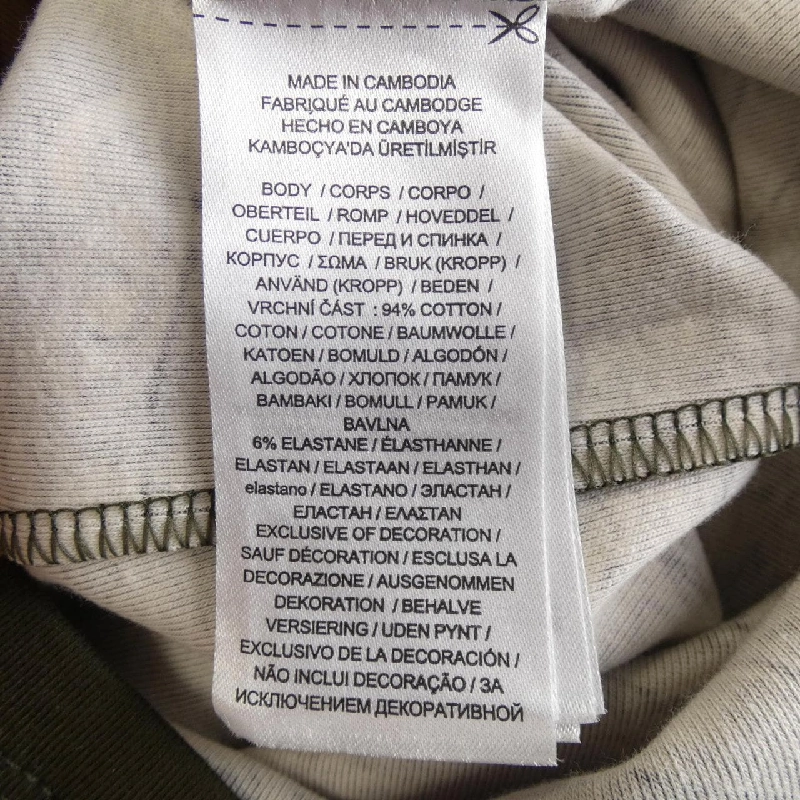 MADE IN CAMBODIA
FABRIQUÉ AU CAMBODGE
HECHO EN CAMBOYA
KAMBOÇYA'DA ÜRETİLMİŞTİR
BODY / CORPS / CORPO /
OBERTEIL / ROMP / HOVEDDEL /
CUERPO / ПЕРЕД И СПИНКА /
КОРПУС / ΣΩΜΑ / BRUK (KROPP) /
ANVÄND (KROPP) / BEDEN /
VRCHNÍ ČÁST : 94% COTTON /
COTON / COTONE / BAUMWOLLE /
KATOEN / BOMULD / ALGODÓN /
ALGODÃO / ХЛОПОК / ПАМУК /
BAMBAKI / BOMULL / PAMUK /
BAVLNA
6% ELASTANE / ÉLASTHANNE /
ELASTAN / ELASTAAN / ELASTHAN /
elastano / ELASTANO / ЭЛАСТАН /
ЕЛАСТАН / ΕΛΑΣΤΑΝ
EXCLUSIVE OF DECORATION /
SAUF DÉCORATION / ESCLUSA LA
DECORAZIONE / AUSGENOMMEN
DEKORATION / BEHALVE
VERSIERING / UDEN PYNT /
EXCLUSIVO DE LA DECORACIÓN /
NÃO INCLUI DECORAÇÃO / ЗА
ИСКЛЮЧЕНИЕМ ДЕКОРАТИВНОЙ